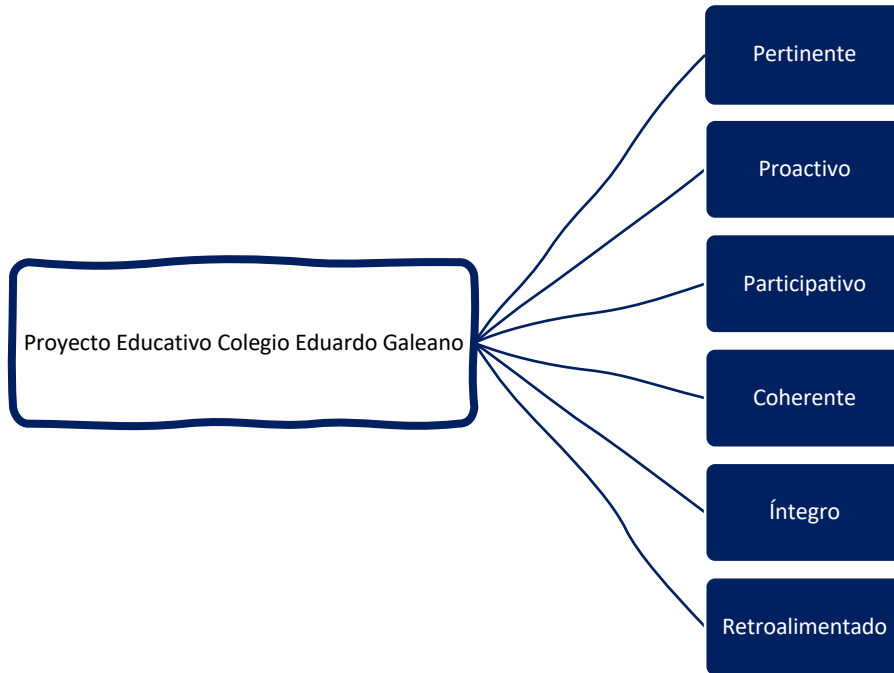 Proyecto Educativo Colegio Eduardo Galeano
Pertinente
Proactivo
Participativo
Coherente
Íntegro
Retroalimentado